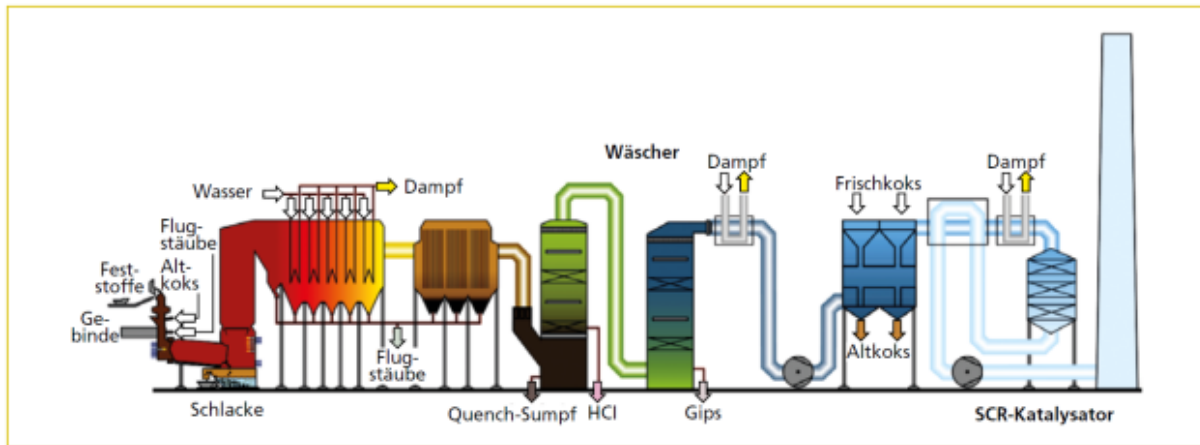 Wäscher
Dampf
Dampf
Wasser
Dampf
Frischkoks
Flug-
stäube
Fest-
stoffe
Alt-
koks
Ge-
binde
Flug-
stäube
Altkoks
Schlacke
Quench-Sumpf
HCl
Gips
SCR-Katalysator